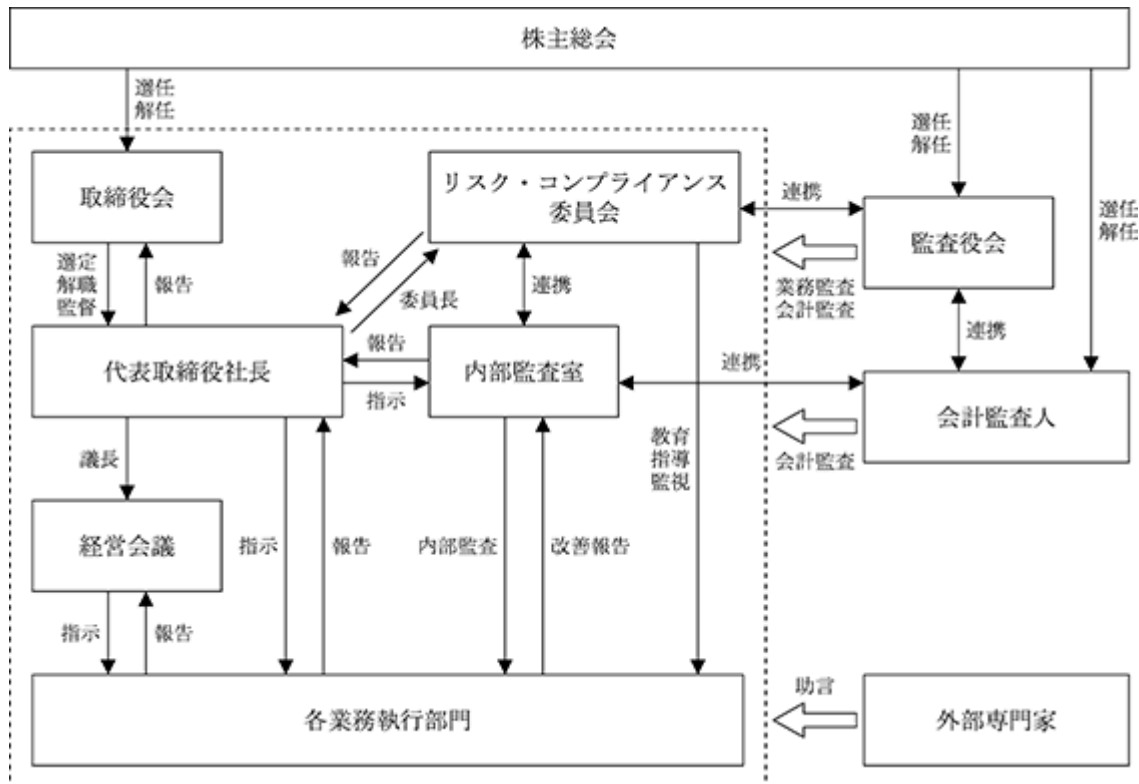 株主総会
選任
解任
選任
解任
選任
解任
取締役会
リスク・コンプライアンス
委員会
連携
監査役会
選定
解職
監督
報告
報告
委員長
連携
業務監査
会計監査
連携
代表取締役社長
報告
指示
内部監査室
連携
会計監査人
会計監査
議長
教育
指導
監視
経営会議
指示
報告
内部監査
改善報告
指示
報告
各業務執行部門
助言
外部専門家